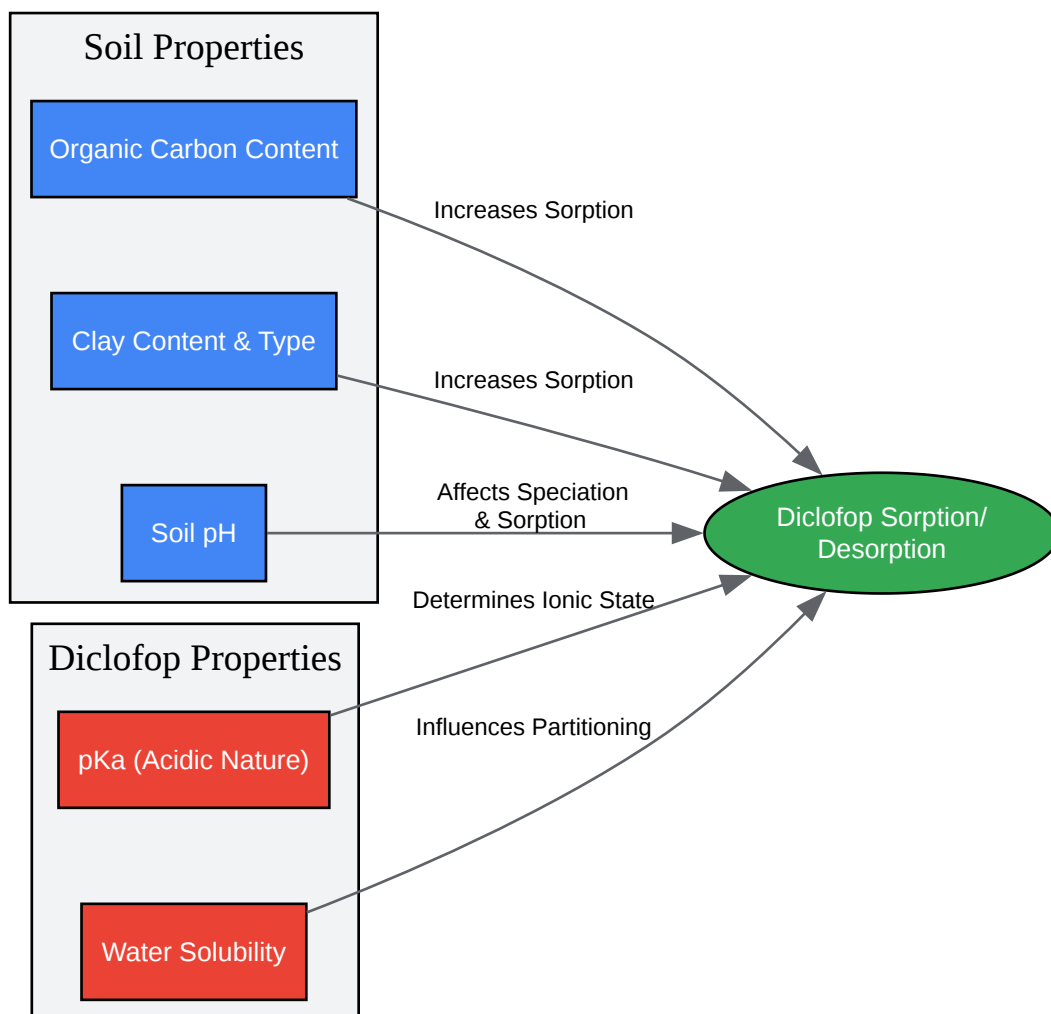 Soil Properties
Organic Carbon Content
Increases Sorption
Clay Content & Type
Increases Sorption
Soil pH
Affects Speciation
& Sorption
Diclofop Sorption/
Desorption
Determines Ionic State
Diclofop Properties
pKa (Acidic Nature)
Influences Partitioning
Water Solubility